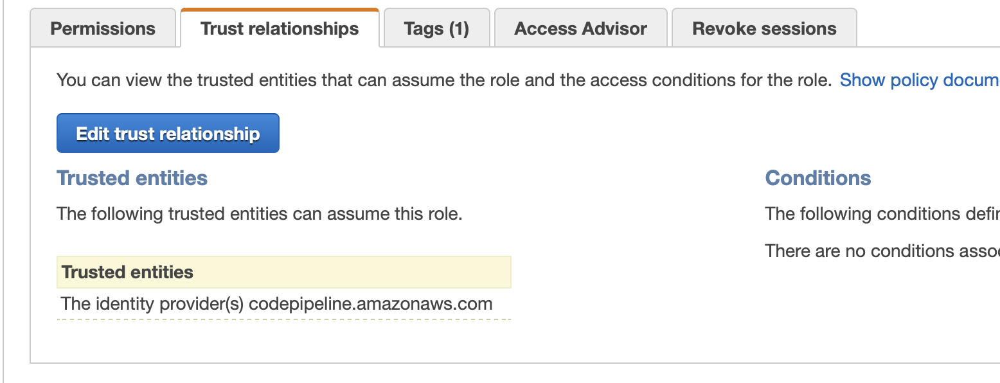 Permissions
Trust relationships
Tags (1)
Access Advisor
Revoke sessions
You can view the trusted entities that can assume the role and the access conditions for the role. Show policy docum
Edit trust relationship
Trusted entities
The following trusted entities can assume this role.
Trusted entities
The identity provider(s) codepipeline.amazonaws.com
Conditions
The following conditions defin
There are no conditions asso